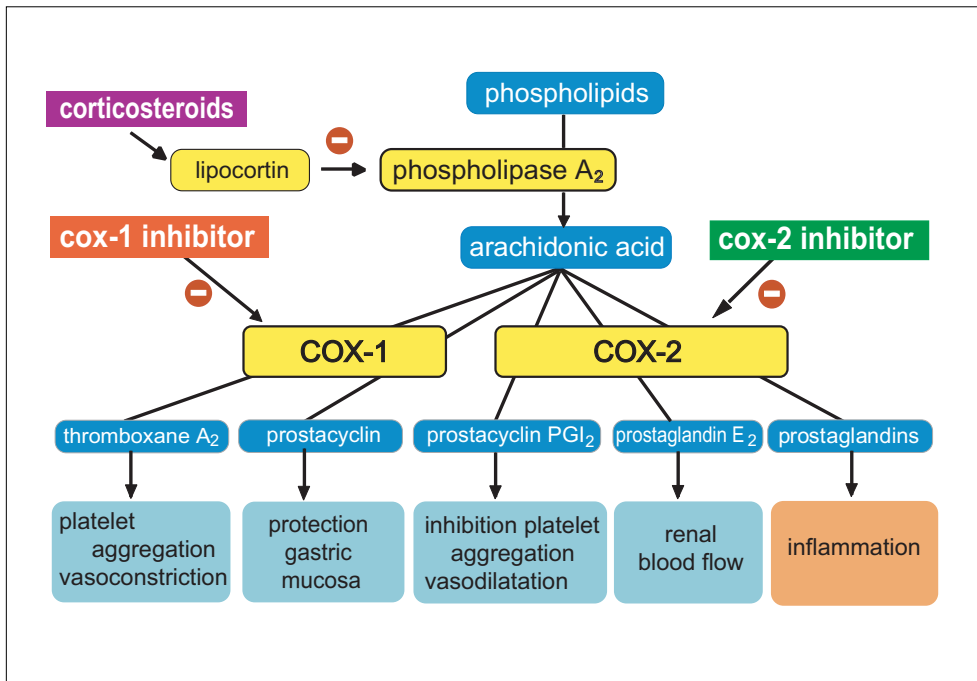 phospholipids
corticosteroids
lipocortin
phospholipase A2
cox-1 inhibitor
arachidonic acid
cox-2 inhibitor
COX-1
COX-2
thromboxane A2
prostacyclin
prostacyclin PGI2
prostaglandin E2
prostaglandins
platelet
aggregation
vasoconstriction
protection
gastric
mucosa
inhibition platelet
aggregation
vasodilatation
renal
blood flow
inflammation